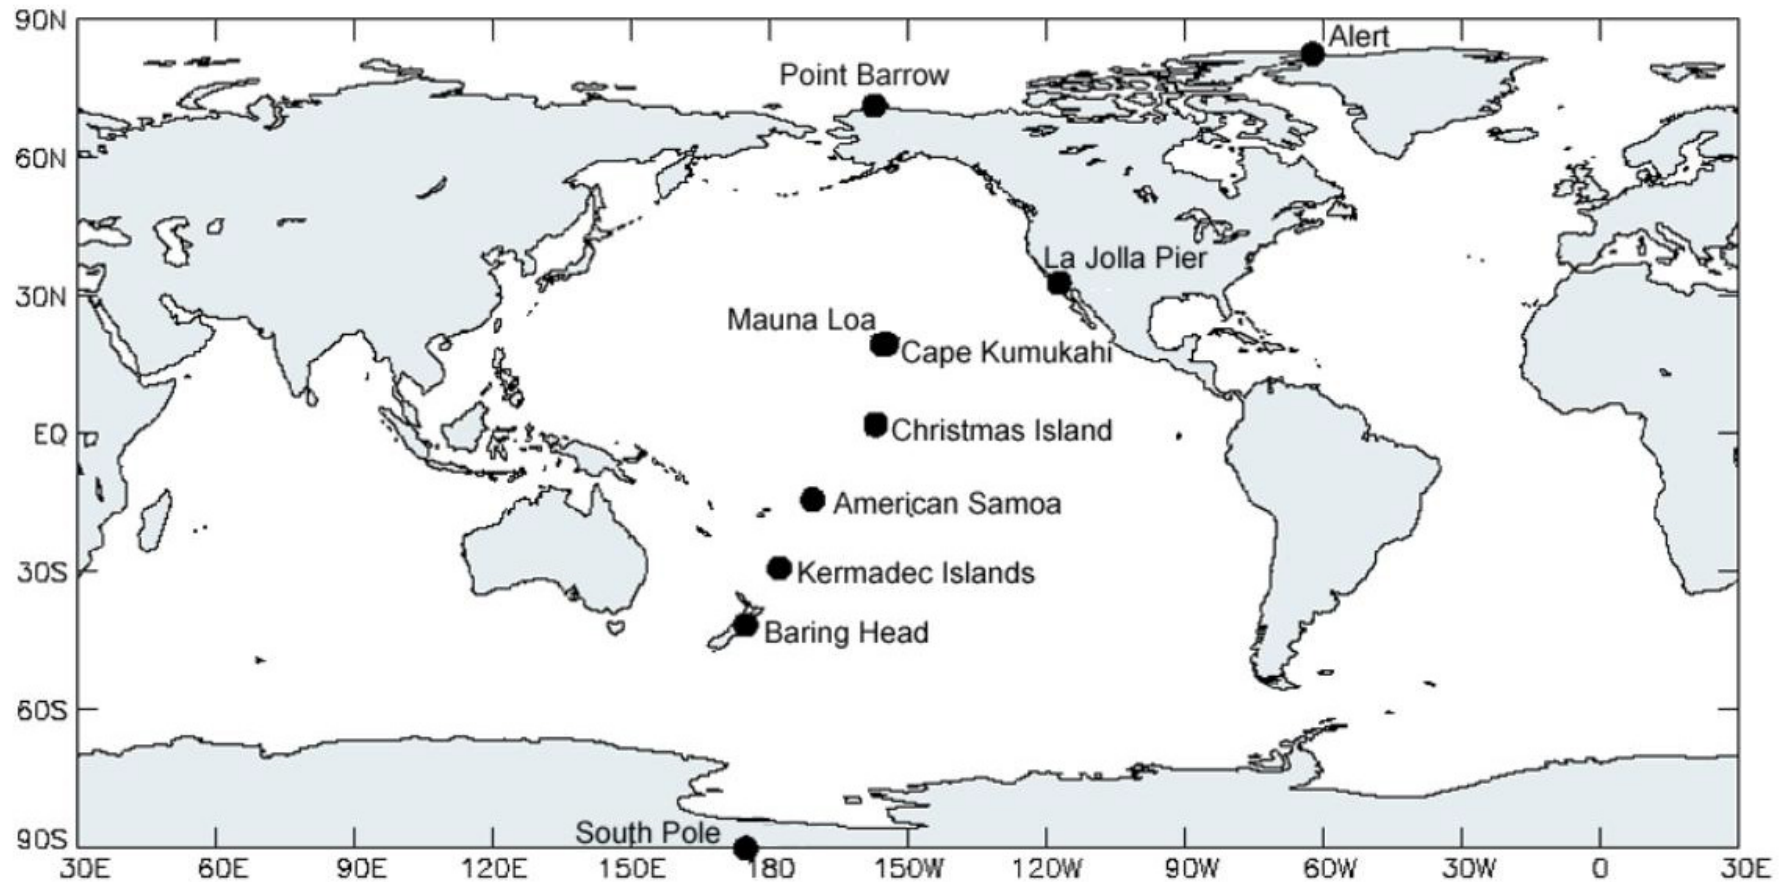 90N
Alert
Point Barrow
60N
La Jolla Pier
30N
Mauna Loa
Cape Kumukahi
EQ
Christmas Island
American Samoa
30S
Kermadec Islands
Baring Head
60S
South Pole
90S
30E 60E 90E 120E 150E 180 150W 120W 90W 60W 30W 0 30E